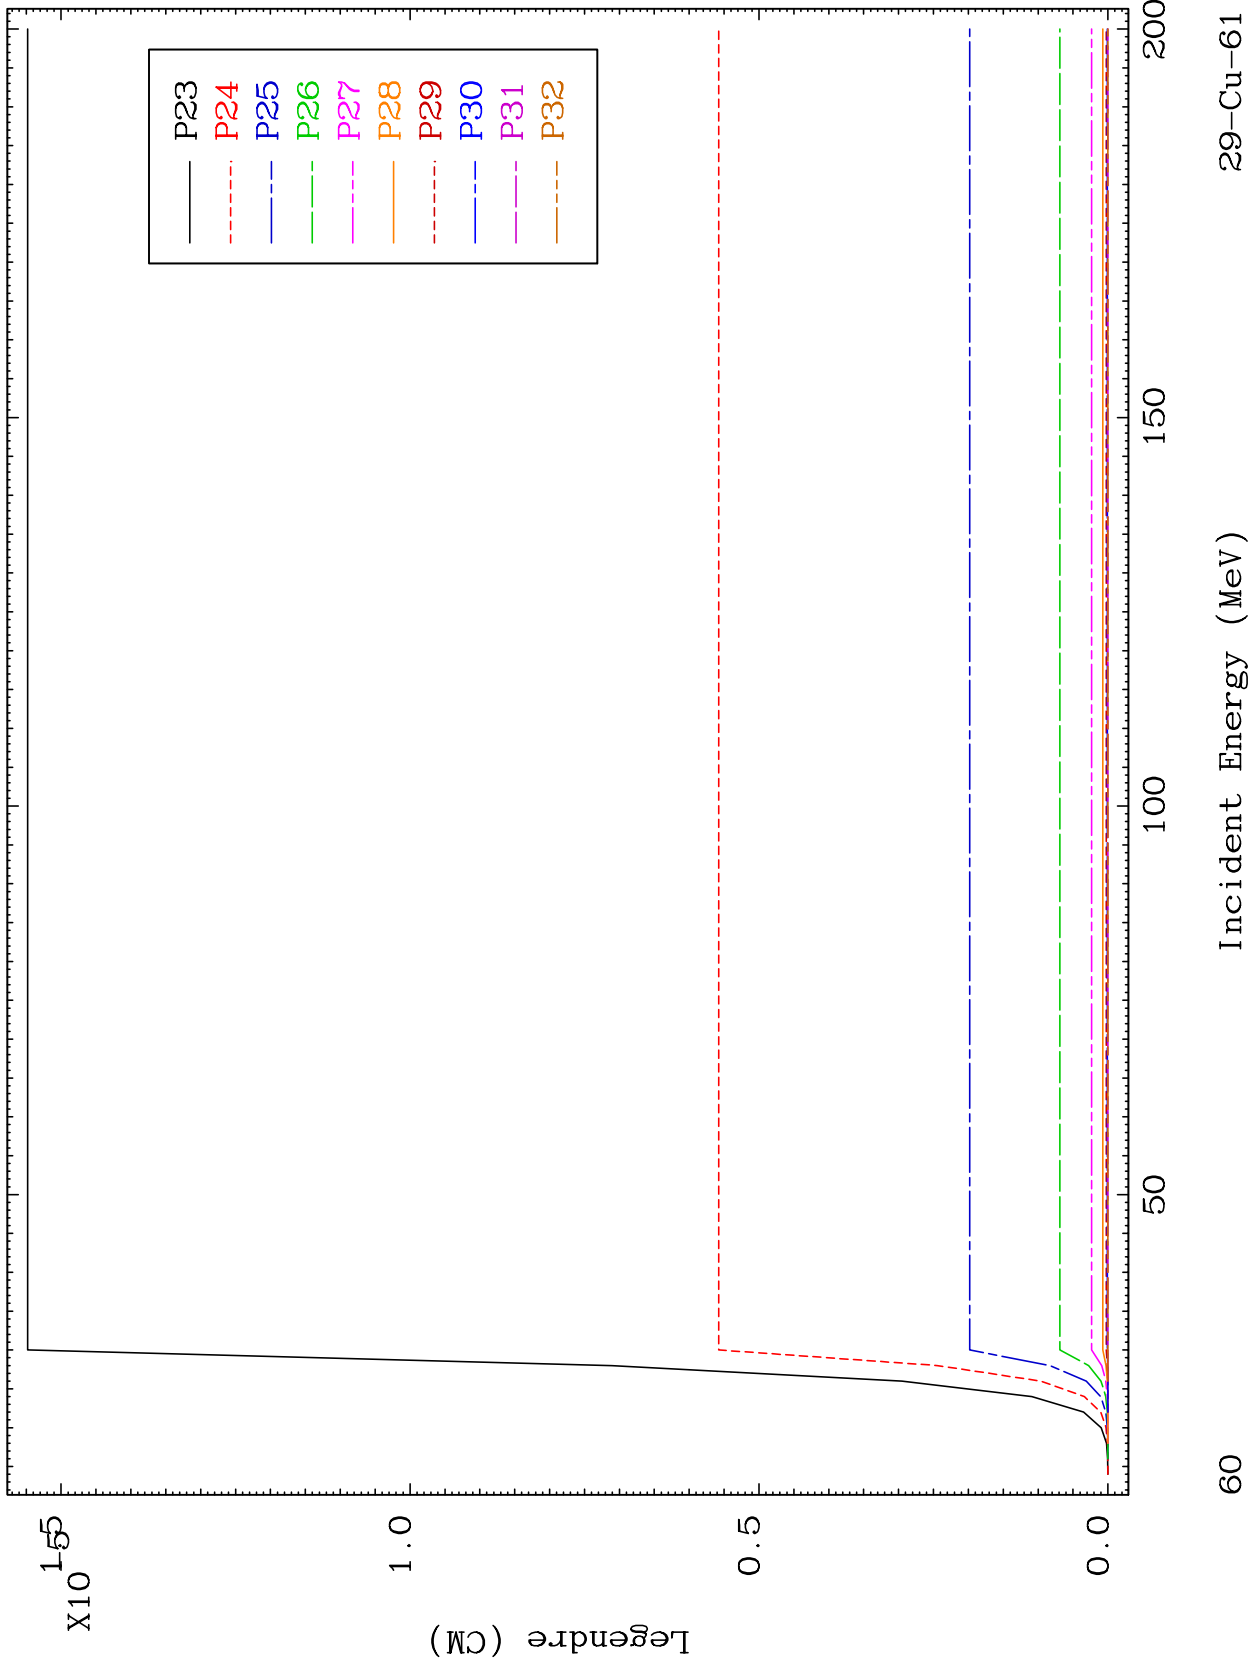 X10-5
1.5
1.0
0.5
0.0
Legendre (CM)
P23
P24
P25
P26
P27
P28
P29
P30
P31
P32
50
100
150
200
60
Incident Energy (MeV)
29-Cu-61